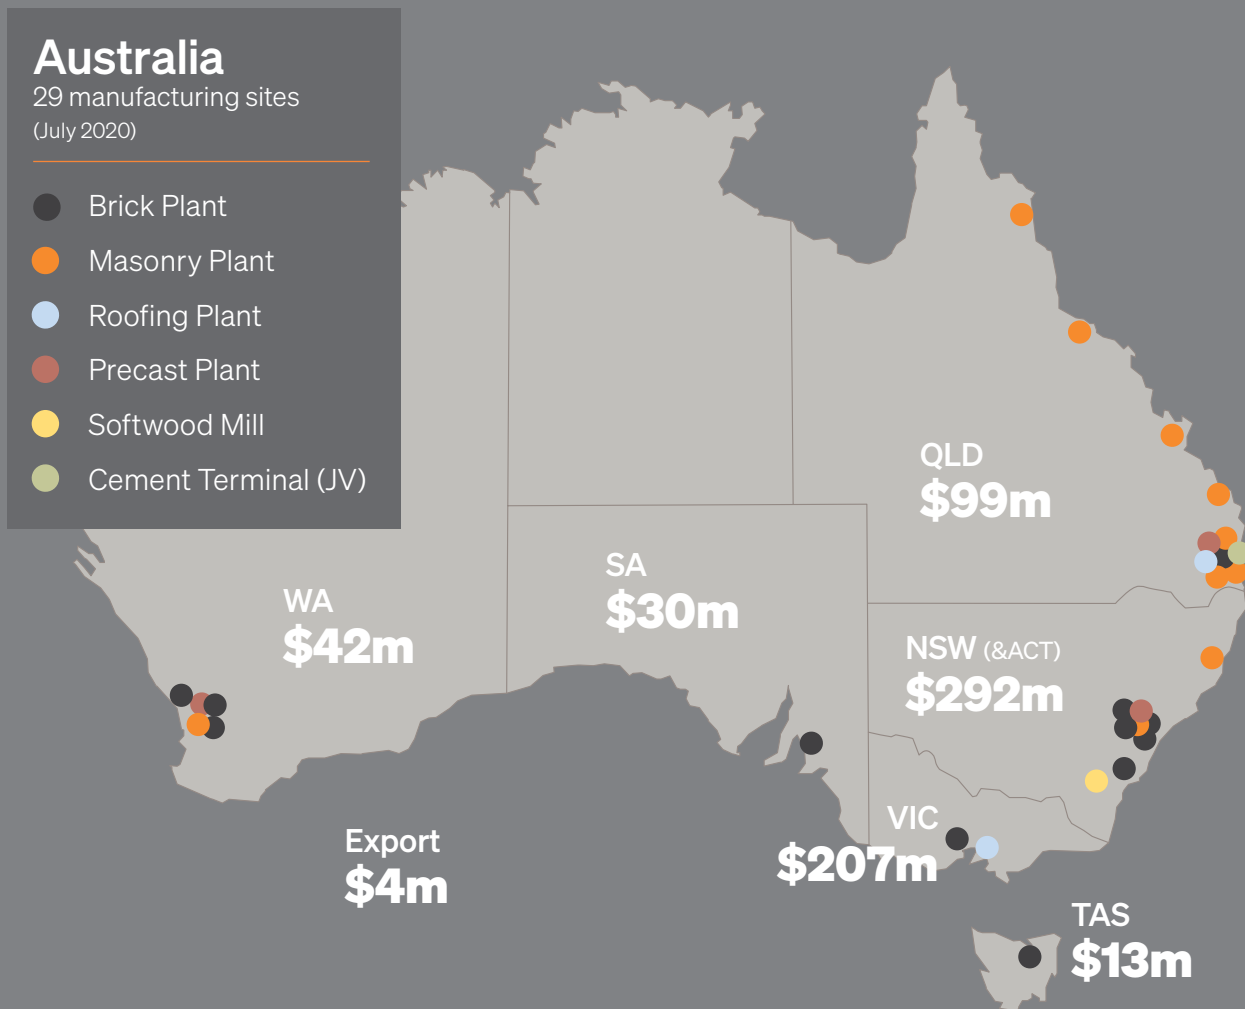 Australia
29 manufacturing sites
(July 2020)
Brick Plant
Masonry Plant
Roofing Plant
Precast Plant
Softwood Mill
Cement Terminal (JV)
QLD
$99m
SA
$30m
WA
$42m
NSW (&ACT)
$292m
VIC
$207m
Export
$4m
TAS
$13m